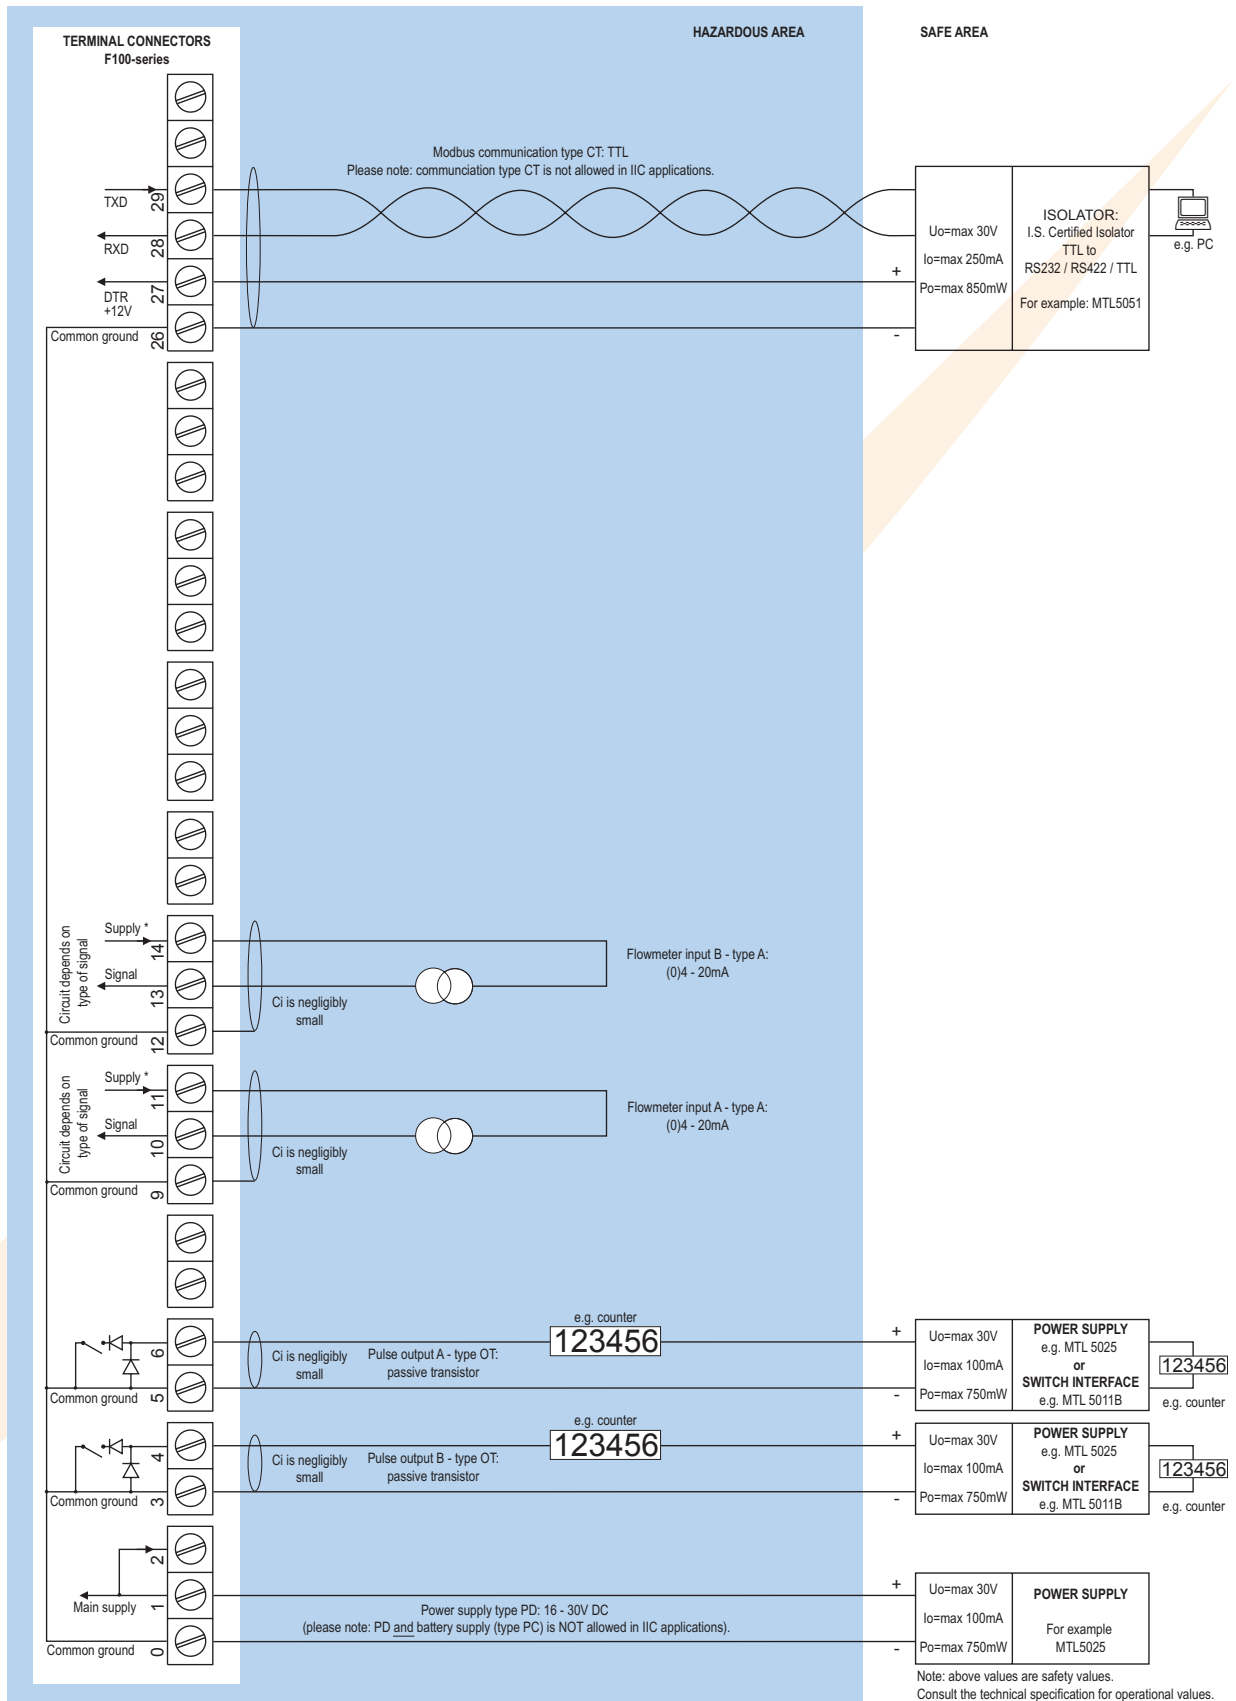 TERMINAL CONNECTORS
F100-series
HAZARDOUS AREA
SAFE AREA
Modbus communication type CT: TTL
Please note: communciation type CT is not allowed in IIC applications.
TXD
29
RXD
28
DTR
+12V
27
Common ground
26
+
-
Uo=max 30V
Io=max 250mA
Po=max 850mW
ISOLATOR:
I.S. Certified Isolator
TTL to
RS232 / RS422 / TTL
For example: MTL5051
e.g. PC
Circuit depends on
type of signal
Supply *
14
Signal
13
Common ground
12
Ci is negligibly
small
Flowmeter input B - type A:
(0)4 - 20mA
Circuit depends on
type of signal
Supply *
11
Signal
10
Common ground
9
Ci is negligibly
small
Flowmeter input A - type A:
(0)4 - 20mA
6
Common ground
5
Ci is negligibly
small
Pulse output A - type OT:
passive transistor
e.g. counter
123456
+
-
Uo=max 30V
Io=max 100mA
Po=max 750mW
POWER SUPPLY
e.g. MTL 5025
or
SWITCH INTERFACE
e.g. MTL 5011B
123456
e.g. counter
4
Common ground
3
Ci is negligibly
small
Pulse output B - type OT:
passive transistor
e.g. counter
123456
+
-
Uo=max 30V
Io=max 100mA
Po=max 750mW
POWER SUPPLY
e.g. MTL 5025
or
SWITCH INTERFACE
e.g. MTL 5011B
123456
e.g. counter
2
Main supply
1
Common ground
0
Power supply type PD: 16 - 30V DC
(please note: PD and battery supply (type PC) is NOT allowed in IIC applications).
+
-
Uo=max 30V
Io=max 100mA
Po=max 750mW
POWER SUPPLY
For example
MTL5025
Note: above values are safety values.
Consult the technical specification for operational values.